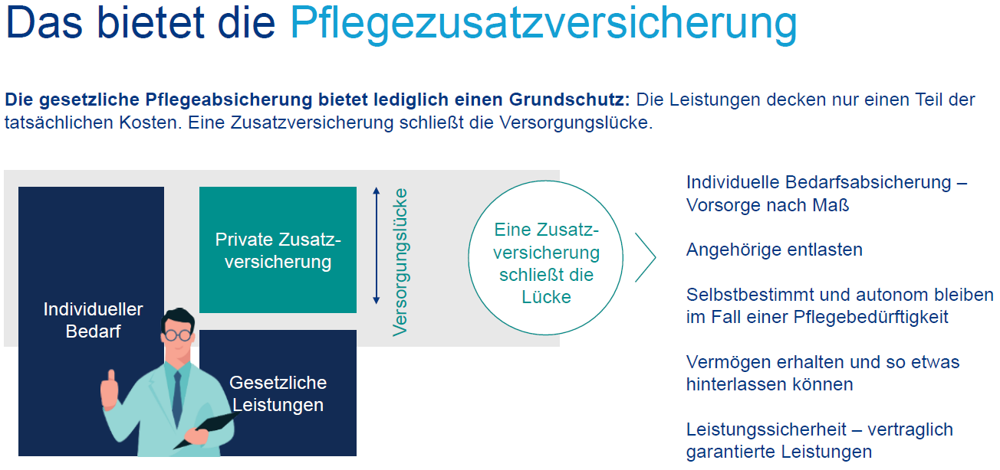 Das bietet die Pflegezusatzversicherung
Die gesetzliche Pflegeabsicherung bietet lediglich einen Grundschutz: Die Leistungen decken nur einen Teil der
tatsächlichen Kosten. Eine Zusatzversicherung schließt die Versorgungslücke.
Individueller
Bedarf
Private Zusatz-
versicherung
Gesetzliche
Leistungen
Versorgungslücke
Eine Zusatz-
versicherung
schließt die
Lücke
Individuelle Bedarfsabsicherung –
Vorsorge nach Maß
Angehörige entlasten
Selbstbestimmt und autonom bleiben
im Fall einer Pflegebedürftigkeit
Vermögen erhalten und so etwas
hinterlassen können
Leistungssicherheit – vertraglich
garantierte Leistungen